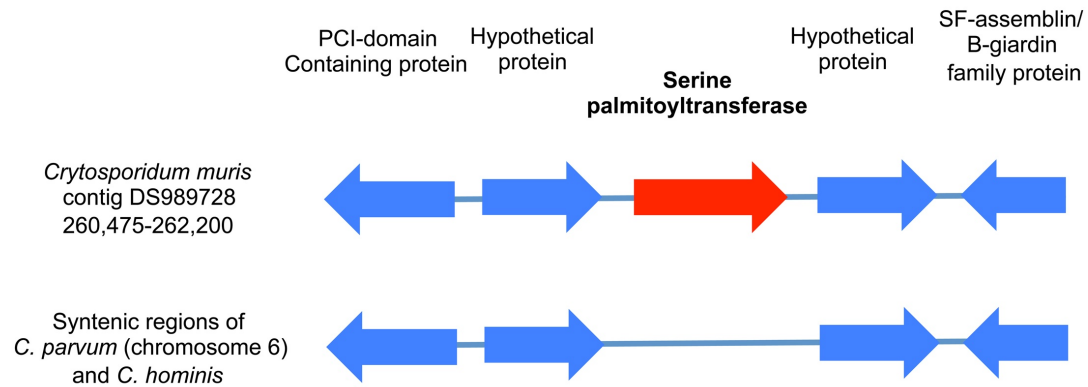 PCI-domain
Containing protein
Hypothetical
protein
Serine
palmitoyltransferase
Hypothetical
protein
SF-assemblin/
B-giardin
family protein
Crytosporidum muris
contig DS989728
260,475-262,200
Syntenic regions of
C. parvum (chromosome 6)
and C. hominis